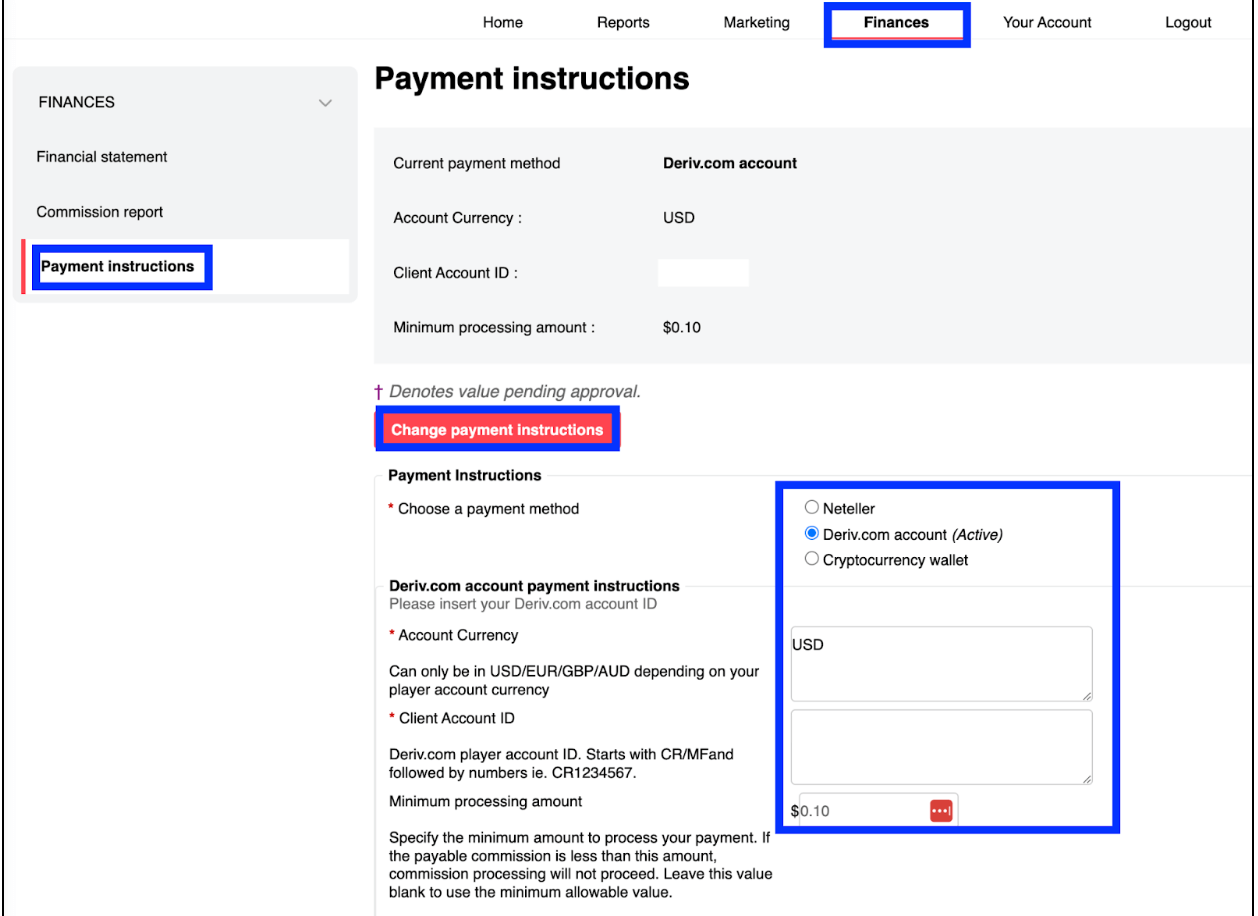 Home Reports Marketing Finances Your Account Logout
FINANCES
Financial statement
Commission report
Payment instructions
Payment instructions
Current payment method Deriv.com account
Account Currency : USD
Client Account ID :
Minimum processing amount : $0.10
† Denotes value pending approval.
Change payment instructions
Payment Instructions
* Choose a payment method
Neteller
Deriv.com account (Active)
Cryptocurrency wallet
Deriv.com account payment instructions
Please insert your Deriv.com account ID
* Account Currency
USD
Can only be in USD/EUR/GBP/AUD depending on your
player account currency
* Client Account ID
Deriv.com player account ID. Starts with CR/MFand
followed by numbers ie. CR1234567.
Minimum processing amount
$0.10
Specify the minimum amount to process your payment. If
the payable commission is less than this amount,
commission processing will not proceed. Leave this value
blank to use the minimum allowable value.